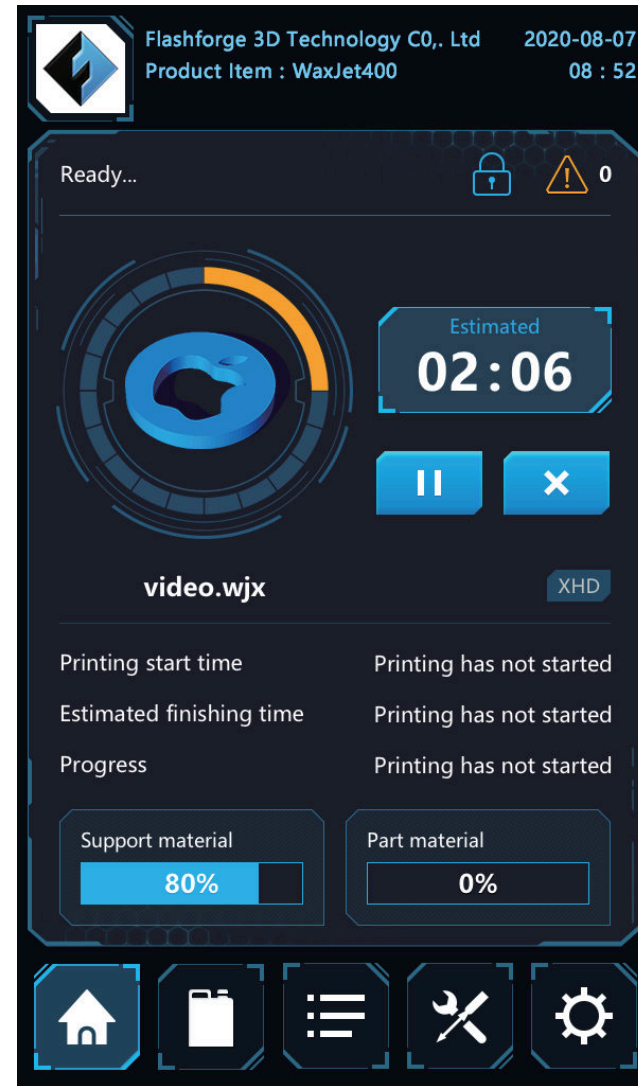 Flashforge 3D Technology C0,. Ltd 2020-08-07
Product Item : WaxJet400 08 : 52
Ready... 0
Estimated
02:06
video.wjx XHD
Printing start time Printing has not started
Estimated finishing time Printing has not started
Progress Printing has not started
Support material Part material
80% 0%